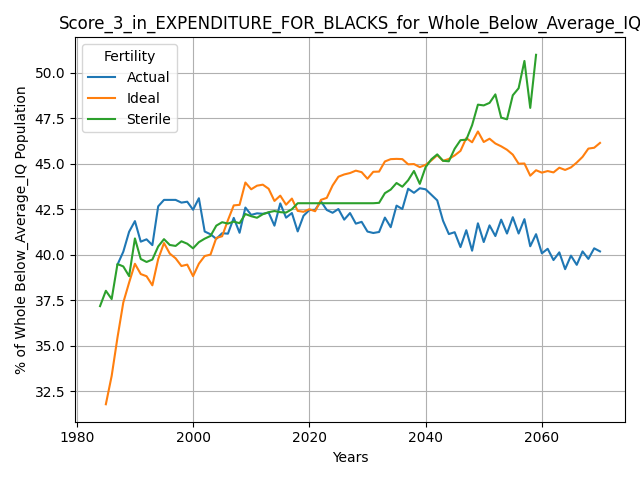 Score_3_in_EXPENDITURE_FOR_BLACKS_for_Whole_Below_Average_IQ
Fertility
Actual
Ideal
Sterile
% of Whole Below_Average_IQ Population
50.0
47.5
45.0
42.5
40.0
37.5
35.0
32.5
1980
2000
2020
2040
2060
Years